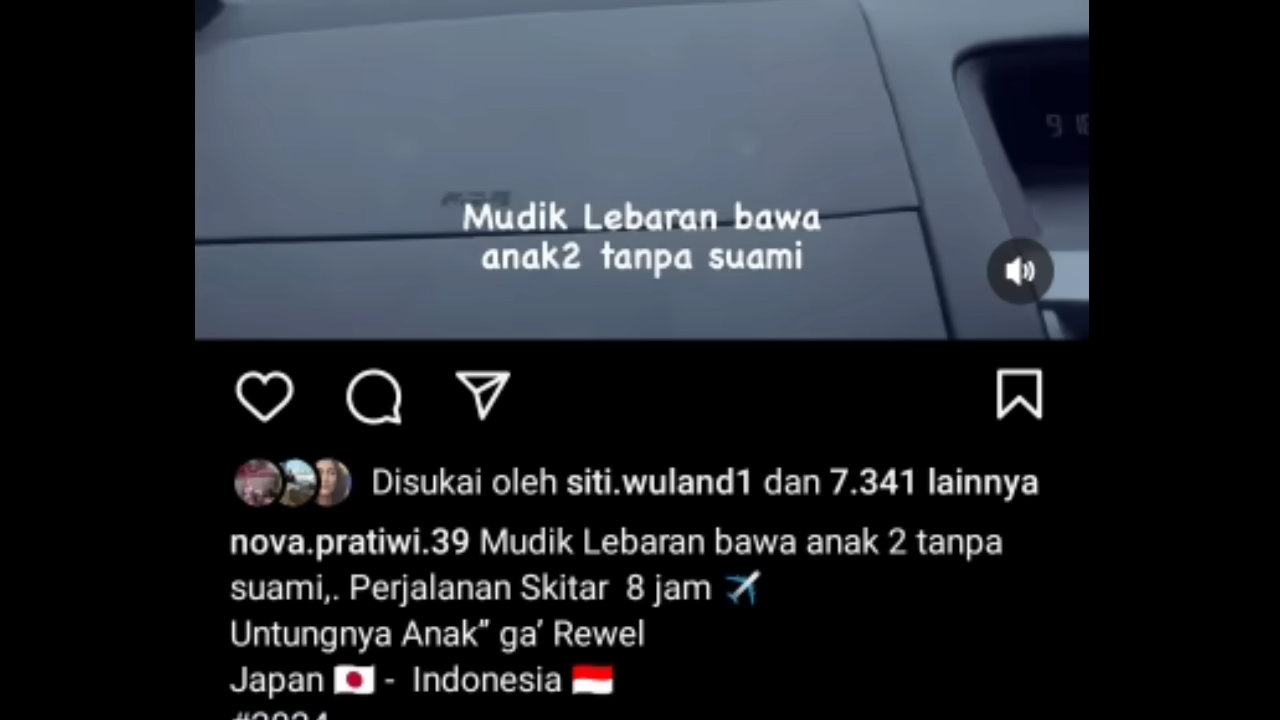 Mudik Lebaran bawa
anak2 tanpa suami
Disukai oleh siti.wuland1 dan 7.341 lainnya
nova.pratiwi.39 Mudik Lebaran bawa anak 2 tanpa
suami,. Perjalanan Skitar 8 jam ✈️
Untungnya Anak” ga’ Rewel
Japan 🇯🇵 - Indonesia 🇮🇩